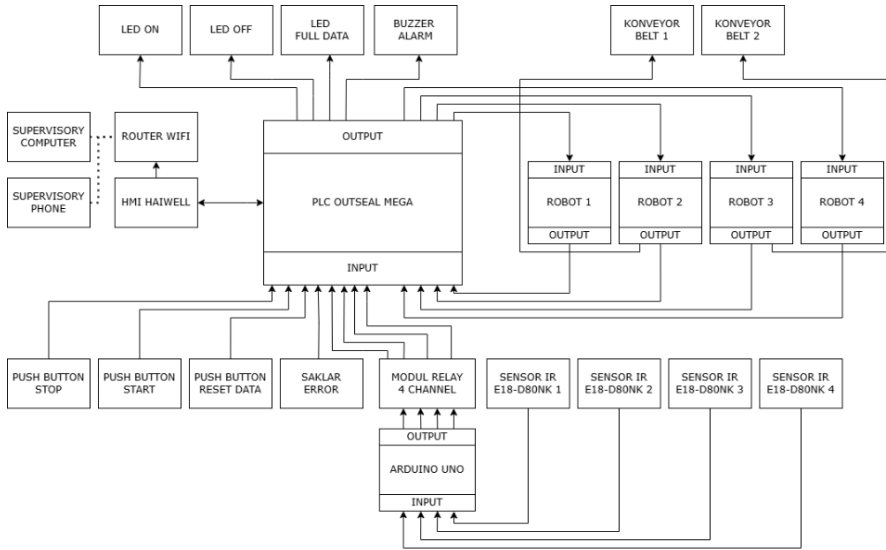 LED ON
LED OFF
LED
FULL DATA
BUZZER
ALARM
KONVEYOR
BELT 1
KONVEYOR
BELT 2
SUPERVISORY
COMPUTER
ROUTER WIFI
SUPERVISORY
PHONE
HMI HAIWELL
OUTPUT
PLC OUTSEAL MEGA
INPUT
INPUT
ROBOT 1
OUTPUT
INPUT
ROBOT 2
OUTPUT
INPUT
ROBOT 3
OUTPUT
INPUT
ROBOT 4
OUTPUT
PUSH BUTTON
STOP
PUSH BUTTON
START
PUSH BUTTON
RESET DATA
SAKLAR
ERROR
MODUL RELAY
4 CHANNEL
SENSOR IR
E18-D80NK 1
SENSOR IR
E18-D80NK 2
SENSOR IR
E18-D80NK 3
SENSOR IR
E18-D80NK 4
OUTPUT
ARDUINO UNO
INPUT